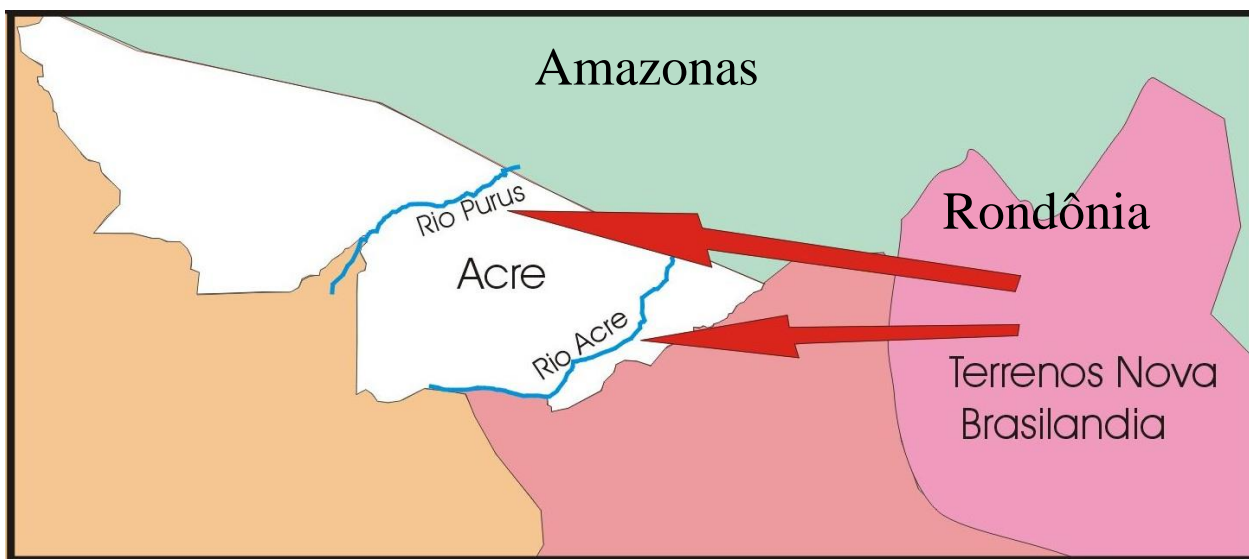 Amazonas
Rio Purus
Rondônia
Acre
Rio Acre
Terrenos Nova
Brasilandia